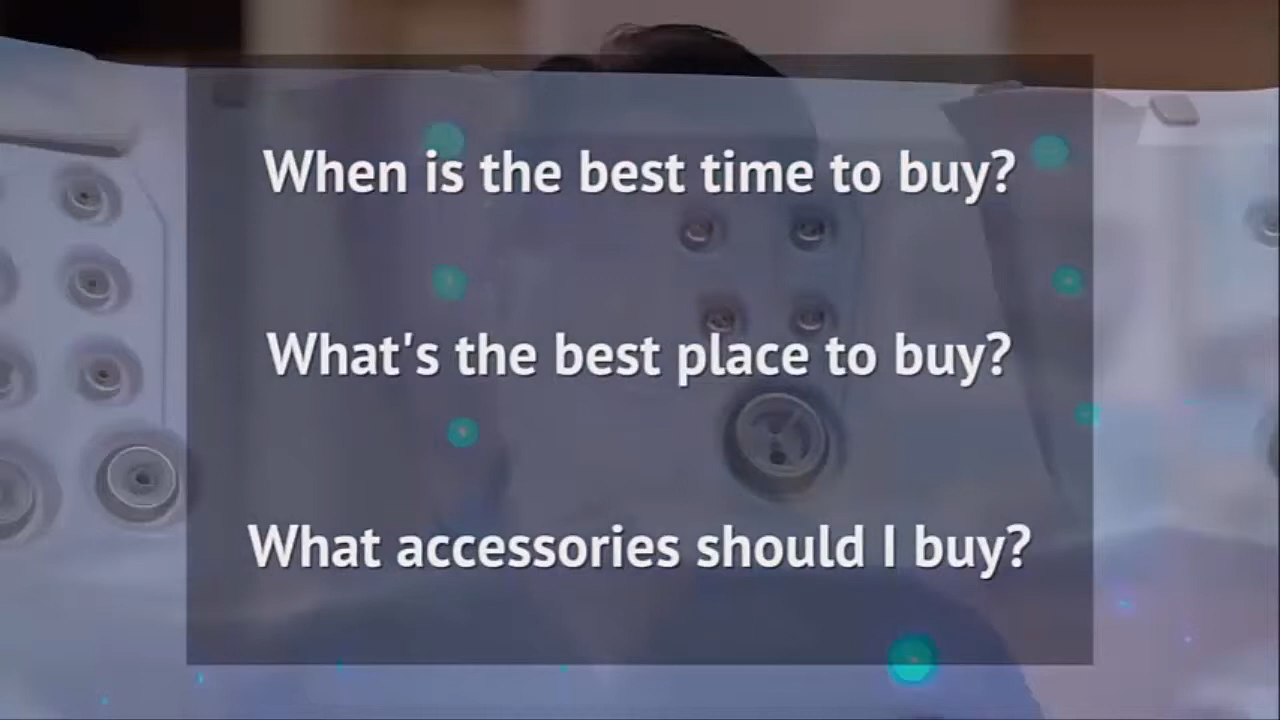 When is the best time to buy?
What's the best place to buy?
What accessories should I buy?